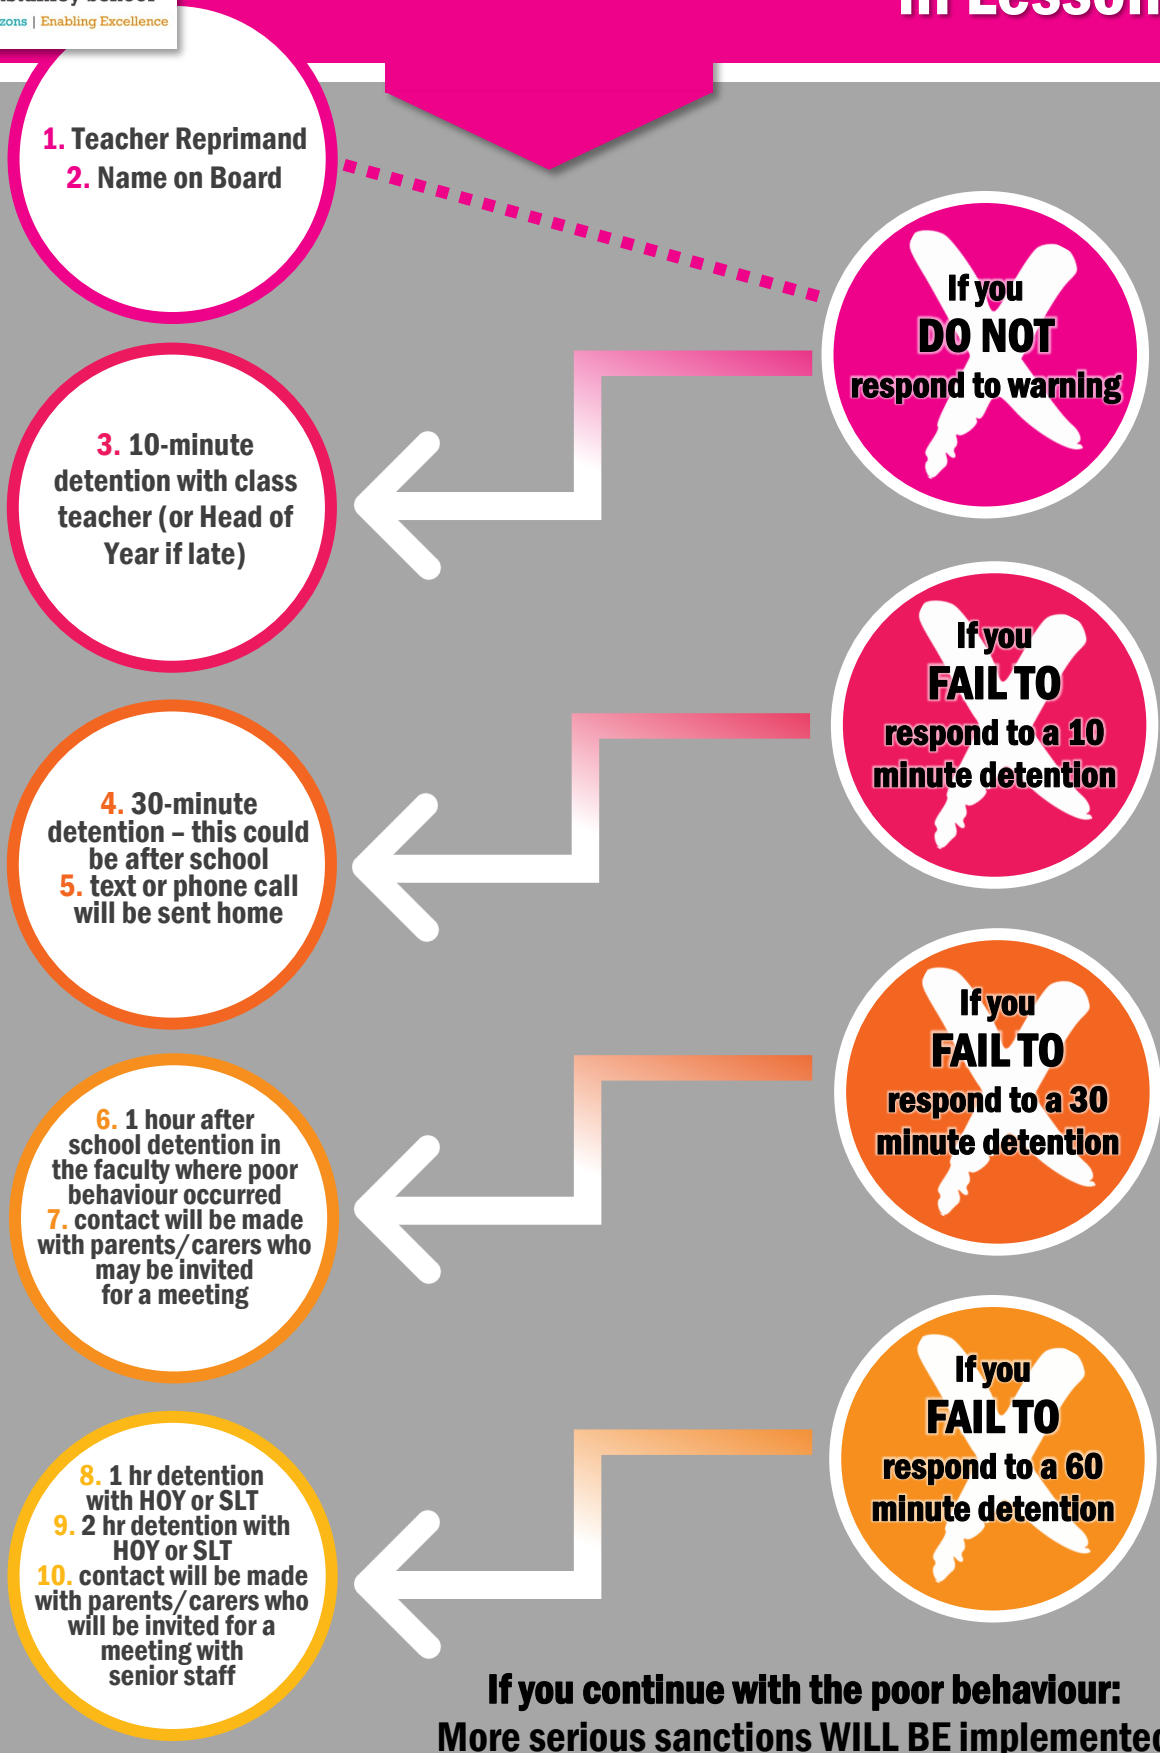 zons | Enabling Excellence
in Lesson
1. Teacher Reprimand
2. Name on Board
If you
DO NOT
respond to warning
3. 10-minute
detention with class
teacher (or Head of
Year if late)
If you
FAIL TO
respond to a 10
minute detention
4. 30-minute
detention – this could
be after school
5. text or phone call
will be sent home
If you
FAIL TO
respond to a 30
minute detention
6. 1 hour after
school detention in
the faculty where poor
behaviour occurred
7. contact will be made
with parents/carers who
may be invited
for a meeting
If you
FAIL TO
respond to a 60
minute detention
8. 1 hr detention
with HOY or SLT
9. 2 hr detention with
HOY or SLT
10. contact will be made
with parents/carers who
will be invited for a
meeting with
senior staff
If you continue with the poor behaviour:
More serious sanctions WILL BE implemented